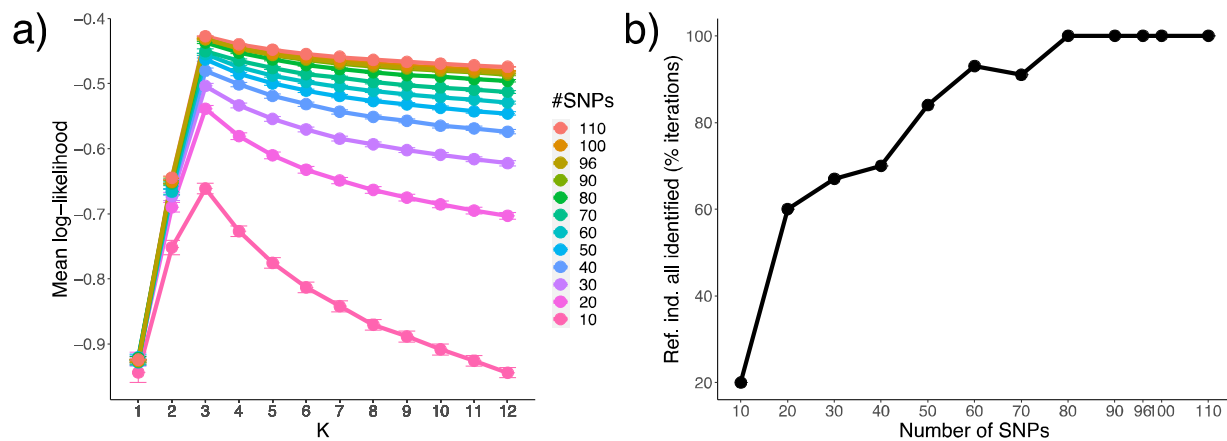 a)
Mean log−likelihood
−0.4
−0.5
−0.6
−0.7
−0.8
−0.9
1 2 3 4 5 6 7 8 9 10 11 12
K
#SNPs
110
100
96
90
80
70
60
50
40
30
20
10
b)
Ref. ind. all identified (% iterations)
100
80
60
40
20
10 20 30 40 50 60 70 80 90 96 100 110
Number of SNPs